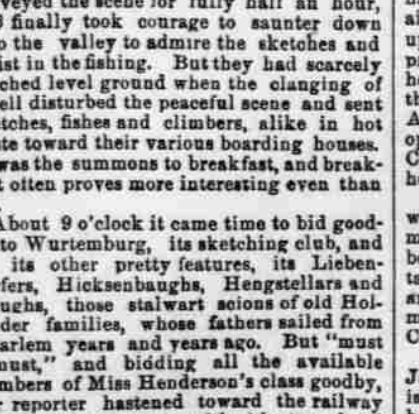 veyed the scene for fully half an hour,
finally took courage to saunter down
the valley to admire the sketches and
ist in the fishing. But they had scarcely
ched level ground when the clanging of
ell disturbed the peaceful scene and sent
tches, fishes and climbers, alike in hot
te toward their various boarding houses.
was the summons to breakfast, and break-
t often proves more interesting even than
About 9 o'clock it came time to bid good-
to Wurtemburg, its sketching club, and
its other pretty features, its Lieben-
fers, Hicksenbaughs, Hengstellars and
ughs, those stalwart scions of old Hol-
der families, whose fathers sailed from
arlem years and years ago. But "must
ust," and bidding all the available
mbers of Miss Henderson's class goodby,
reporter hastened toward the railway